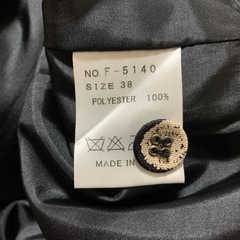 NO. F-5140
SIZE 38
POLYESTER 100%
MADE IN